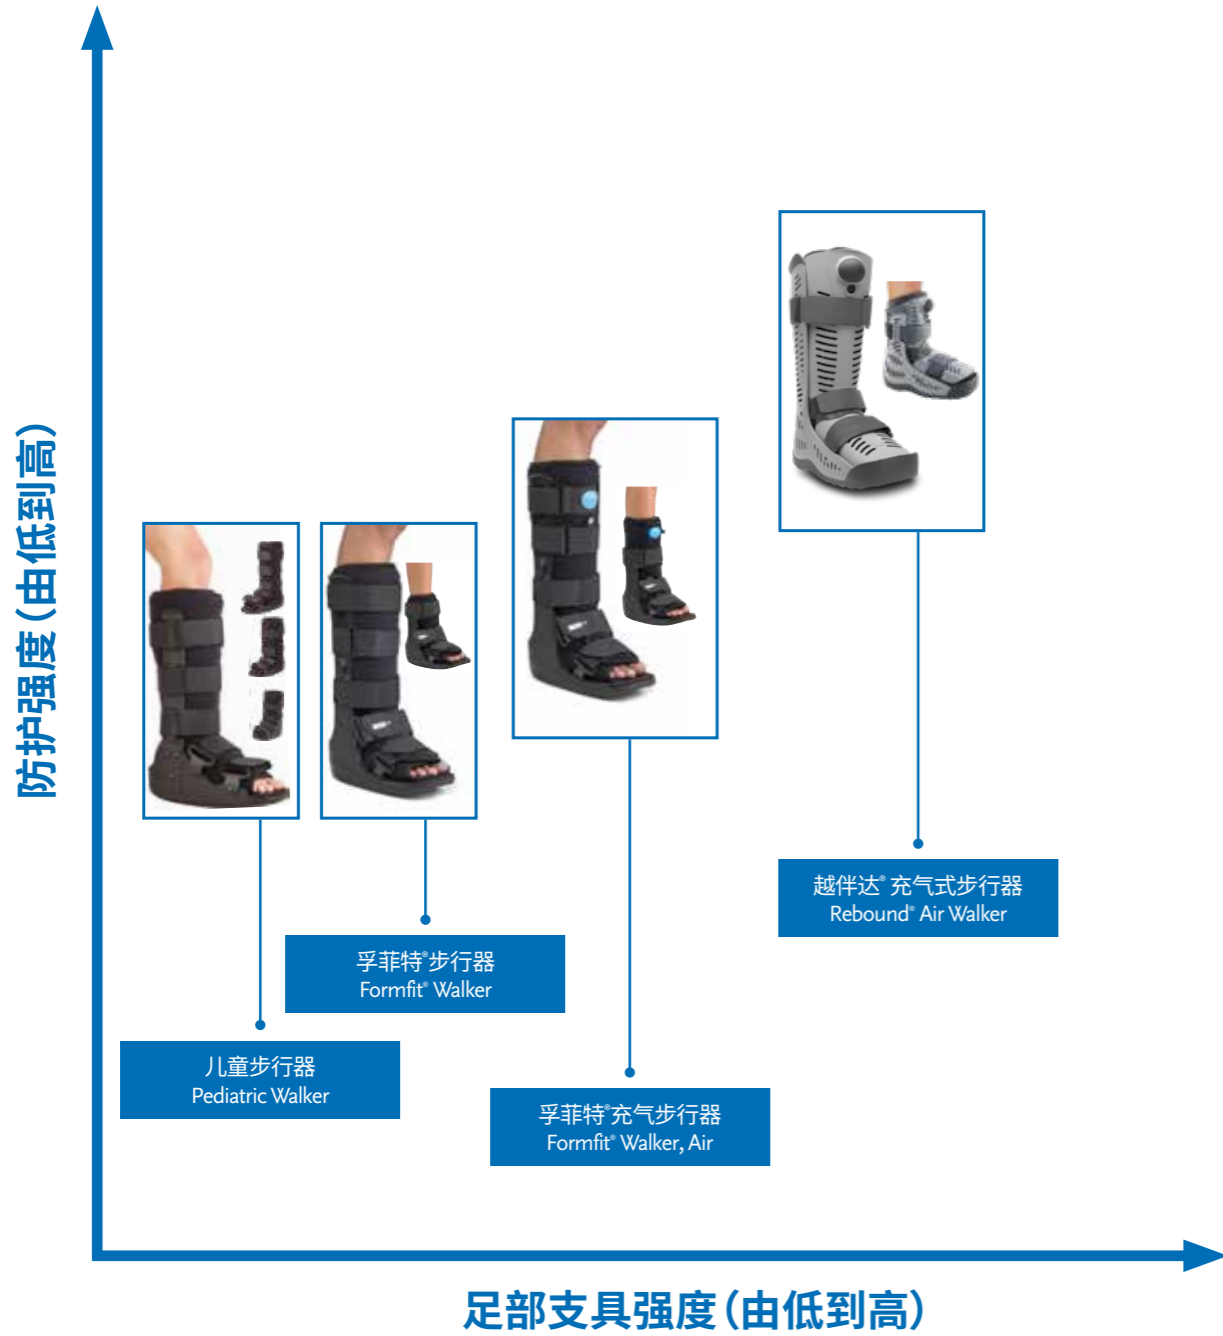 防护强度（由低到高）
越伴达® 充气式步行器
Rebound® Air Walker
孚菲特®步行器
Formfit® Walker
儿童步行器
Pediatric Walker
孚菲特®充气步行器
Formfit® Walker, Air
足部支具强度（由低到高）